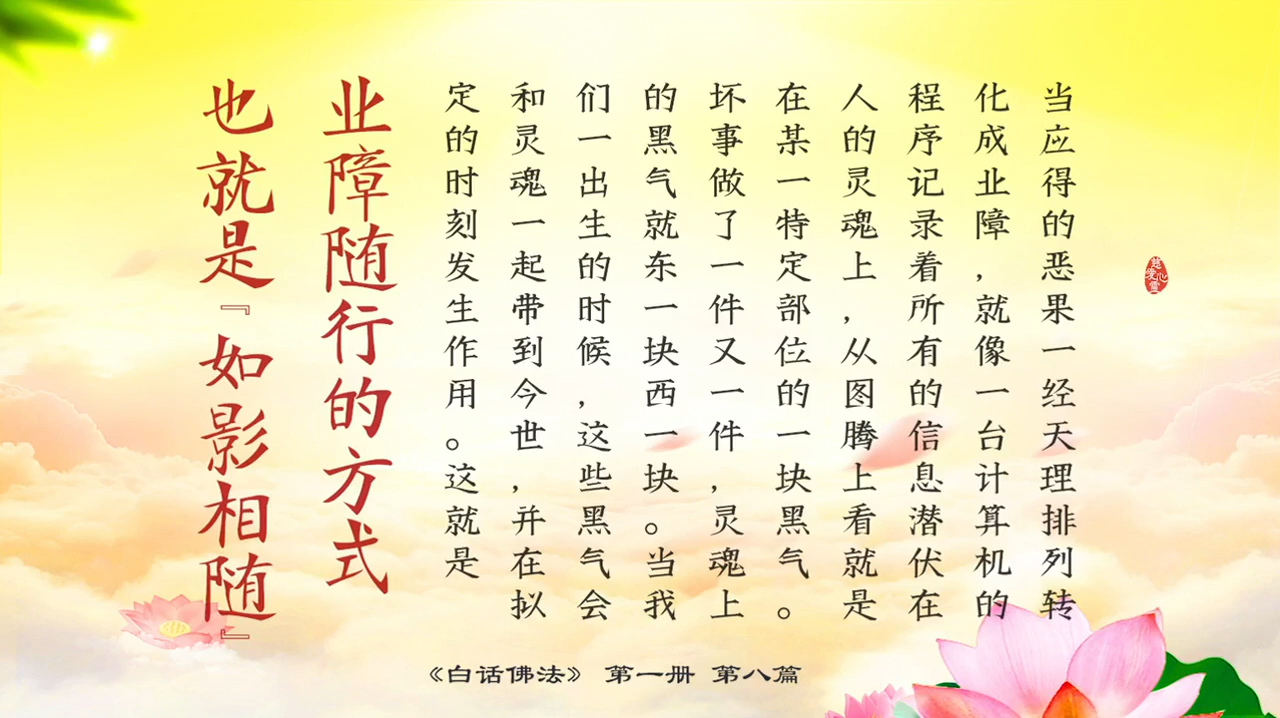 当应得的恶果一经天理排列转
化成业障，就像一台计算机的
程序记录着所有的信息潜伏在
人的灵魂上，从图腾上看就是
在某一特定部位的一块黑气。
坏事做了一件又一件，灵魂上
的黑气就东一块西一块。当我
们一出生的时候，这些黑气会
和灵魂一起带到今世，并在拟
定的时刻发生作用。这就是
业障随行的方式
也就是『如影相随』
《白话佛法》 第一册 第八篇